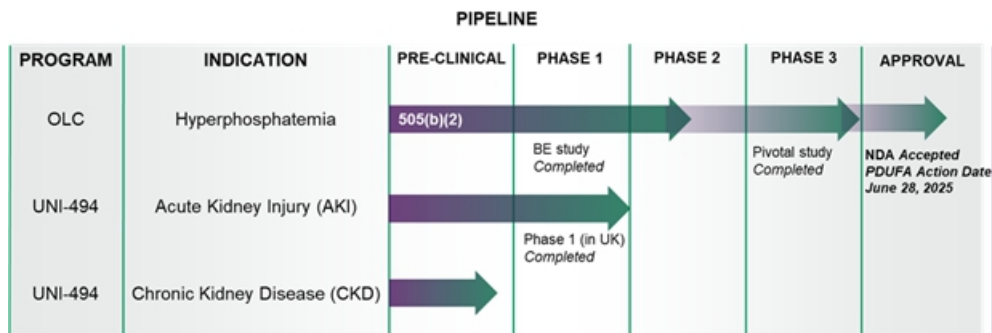 PIPELINE
PROGRAM INDICATION PRE-CLINICAL PHASE 1 PHASE 2 PHASE 3 APPROVAL
OLC Hyperphosphatemia 505(b)(2)
BE study
Completed
Pivotal study
Completed
NDA Accepted
PDUFA Action Date
June 28, 2025
UNI-494 Acute Kidney Injury (AKI)
Phase 1 (in UK)
Completed
UNI-494 Chronic Kidney Disease (CKD)